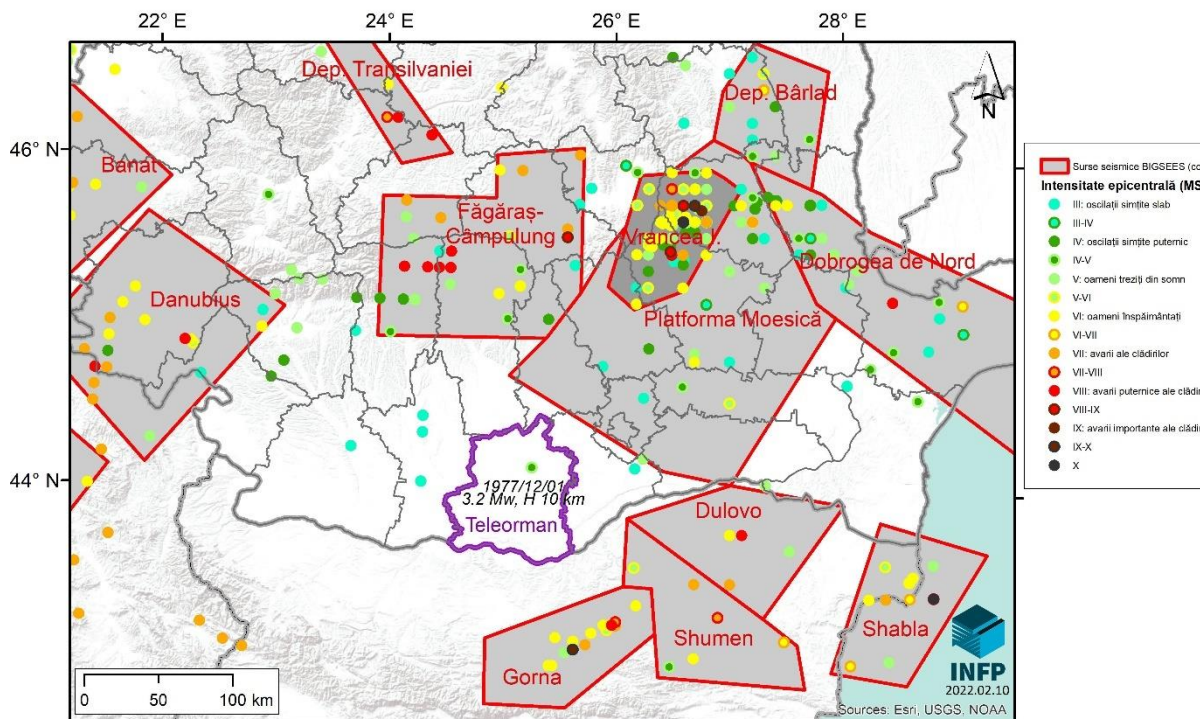 22° E
24° E
26° E
28° E
46° N
44° N
Dep. Transilvaniei
Dep. Bârlad
N
Banat
Făgăraș-
Câmpulung
Vrancea
Dobrogea de Nord
Danubius
Platforma Moesică
1977/12/01
3.2 Mw, H 10 km
Teleorman
Dulovo
Shumen
Gorna
Shabla
0 50 100 km
INFP
2022.02.10
Sources: Esri, USGS, NOAA
Surse seismice BIGSEES (co
Intensitate epicentrală (MS
III: oscilații simțite slab
III-IV
IV: oscilații simțite puternic
IV-V
V: oameni treziți din somn
V-VI
VI: oameni înspăimântați
VI-VII
VII: avarii ale clădirilor
VII-VIII
VIII: avarii puternice ale clădir
VIII-IX
IX: avarii importante ale clădir
IX-X
X